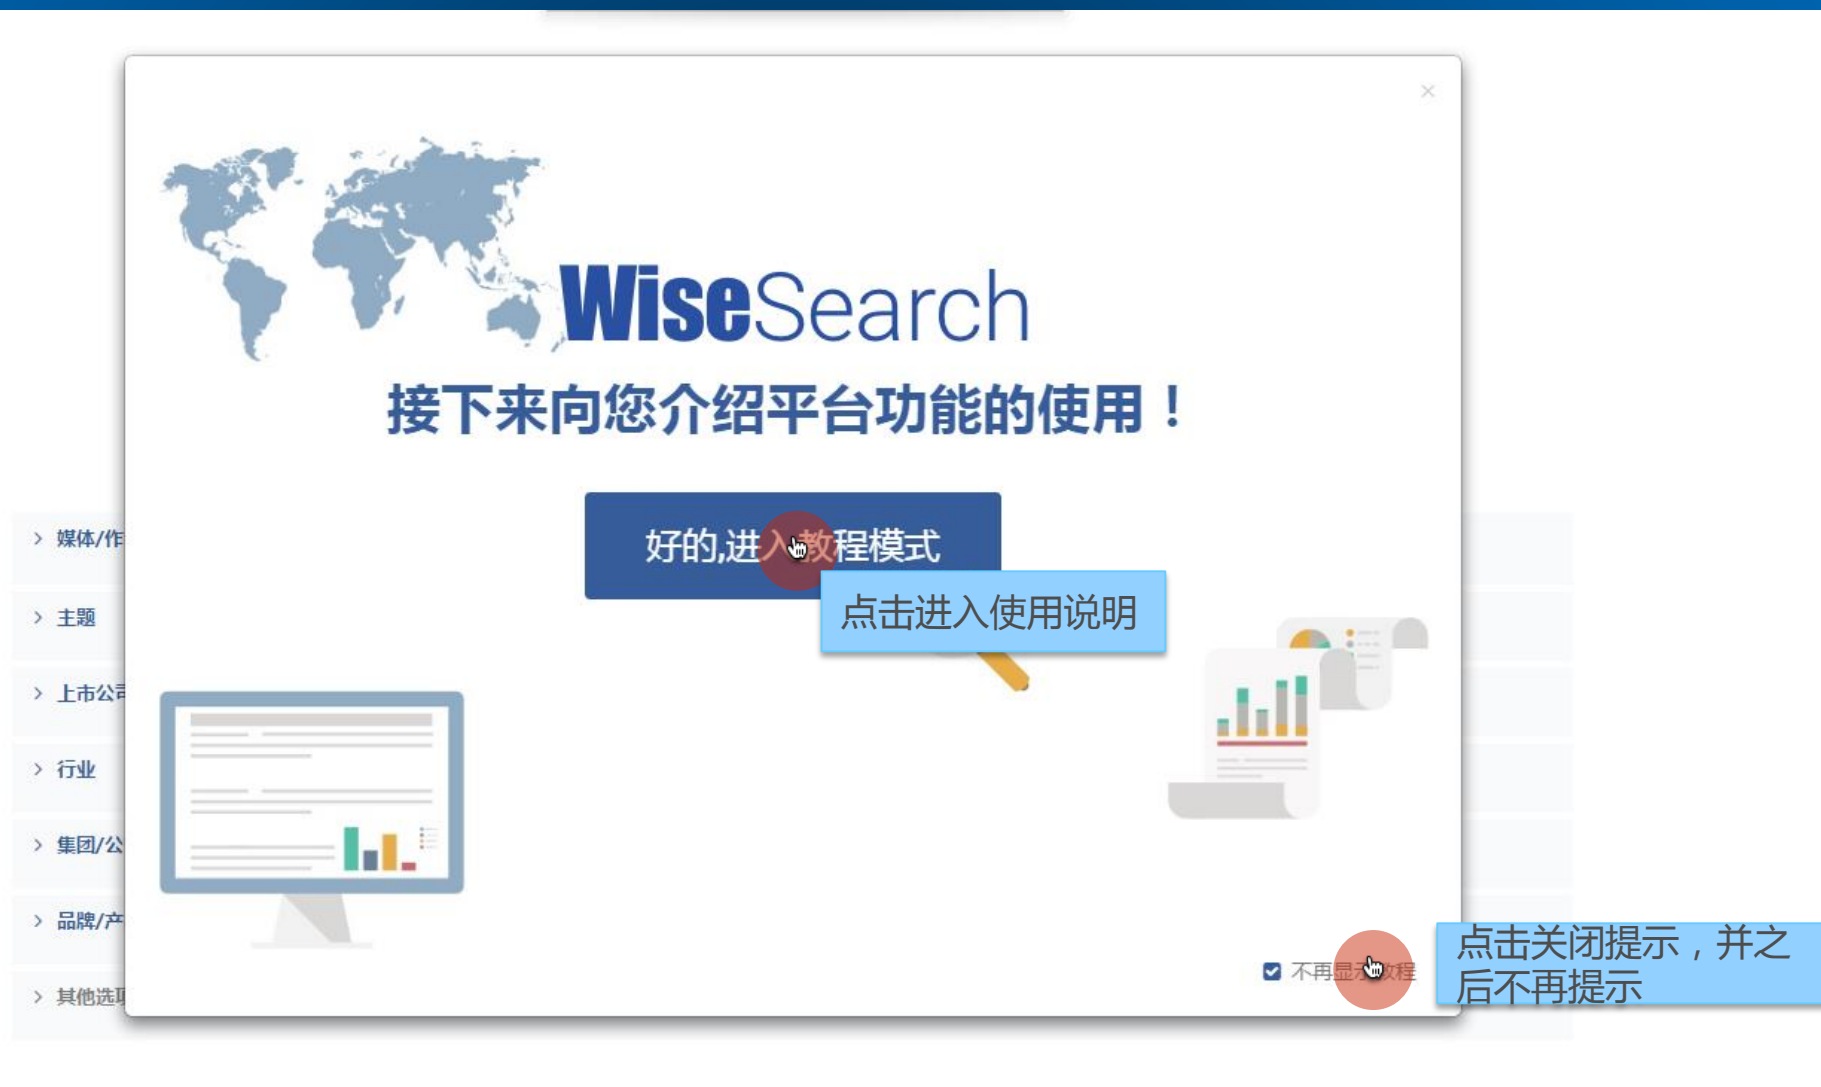 WiseSearch
接下来向您介绍平台功能的使用！
好的,进入教程模式
点击进入使用说明
> 媒体/作
> 主题
> 上市公司
> 行业
> 集团/公
> 品牌/产
> 其他选项
不再显示教程
点击关闭提示，并之
后不再提示